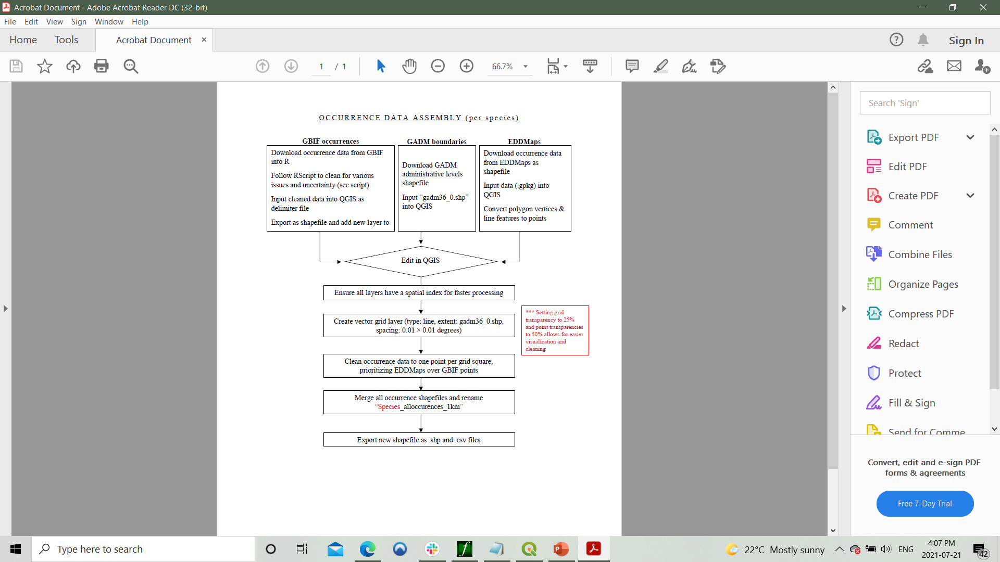 Acrobat Document - Adobe Acrobat Reader DC (32-bit)
File Edit View Sign Window Help
Home Tools Acrobat Document × Sign In
1 / 1 66.7%
Search 'Sign'
Export PDF
Edit PDF
Create PDF
Comment
Combine Files
Organize Pages
Compress PDF
Redact
Protect
Fill & Sign
Send for Comme
Convert, edit and e-sign PDF
forms & agreements
Free 7-Day Trial
OCCURRENCE DATA ASSEMBLY (per species)
GBIF occurrences
Download occurrence data from GBIF
into R
Follow RScript to clean for various
issues and uncertainty (see script)
Input cleaned data into QGIS as
delimiter file
Export as shapefile and add new layer to
GADM boundaries
Download GADM
administrative levels
shapefile
Input “gadm36_0.shp”
into QGIS
EDDMaps
Download occurrence data
from EDDMaps as
shapefile
Input data (.gpkg) into
QGIS
Convert polygon vertices &
line features to points
Edit in QGIS
Ensure all layers have a spatial index for faster processing
Create vector grid layer (type: line, extent: gadm36_0.shp,
spacing: 0.01 × 0.01 degrees)
*** Setting grid
transparency to 25%
and point transparencies
to 50% allows for easier
visualization and
cleaning
Clean occurrence data to one point per grid square,
prioritizing EDDMaps over GBIF points
Merge all occurrence shapefiles and rename
“Species_alloccurences_1km”
Export new shapefile as .shp and .csv files
Type here to search
22°C Mostly sunny
ENG
4:07 PM
2021-07-21
42